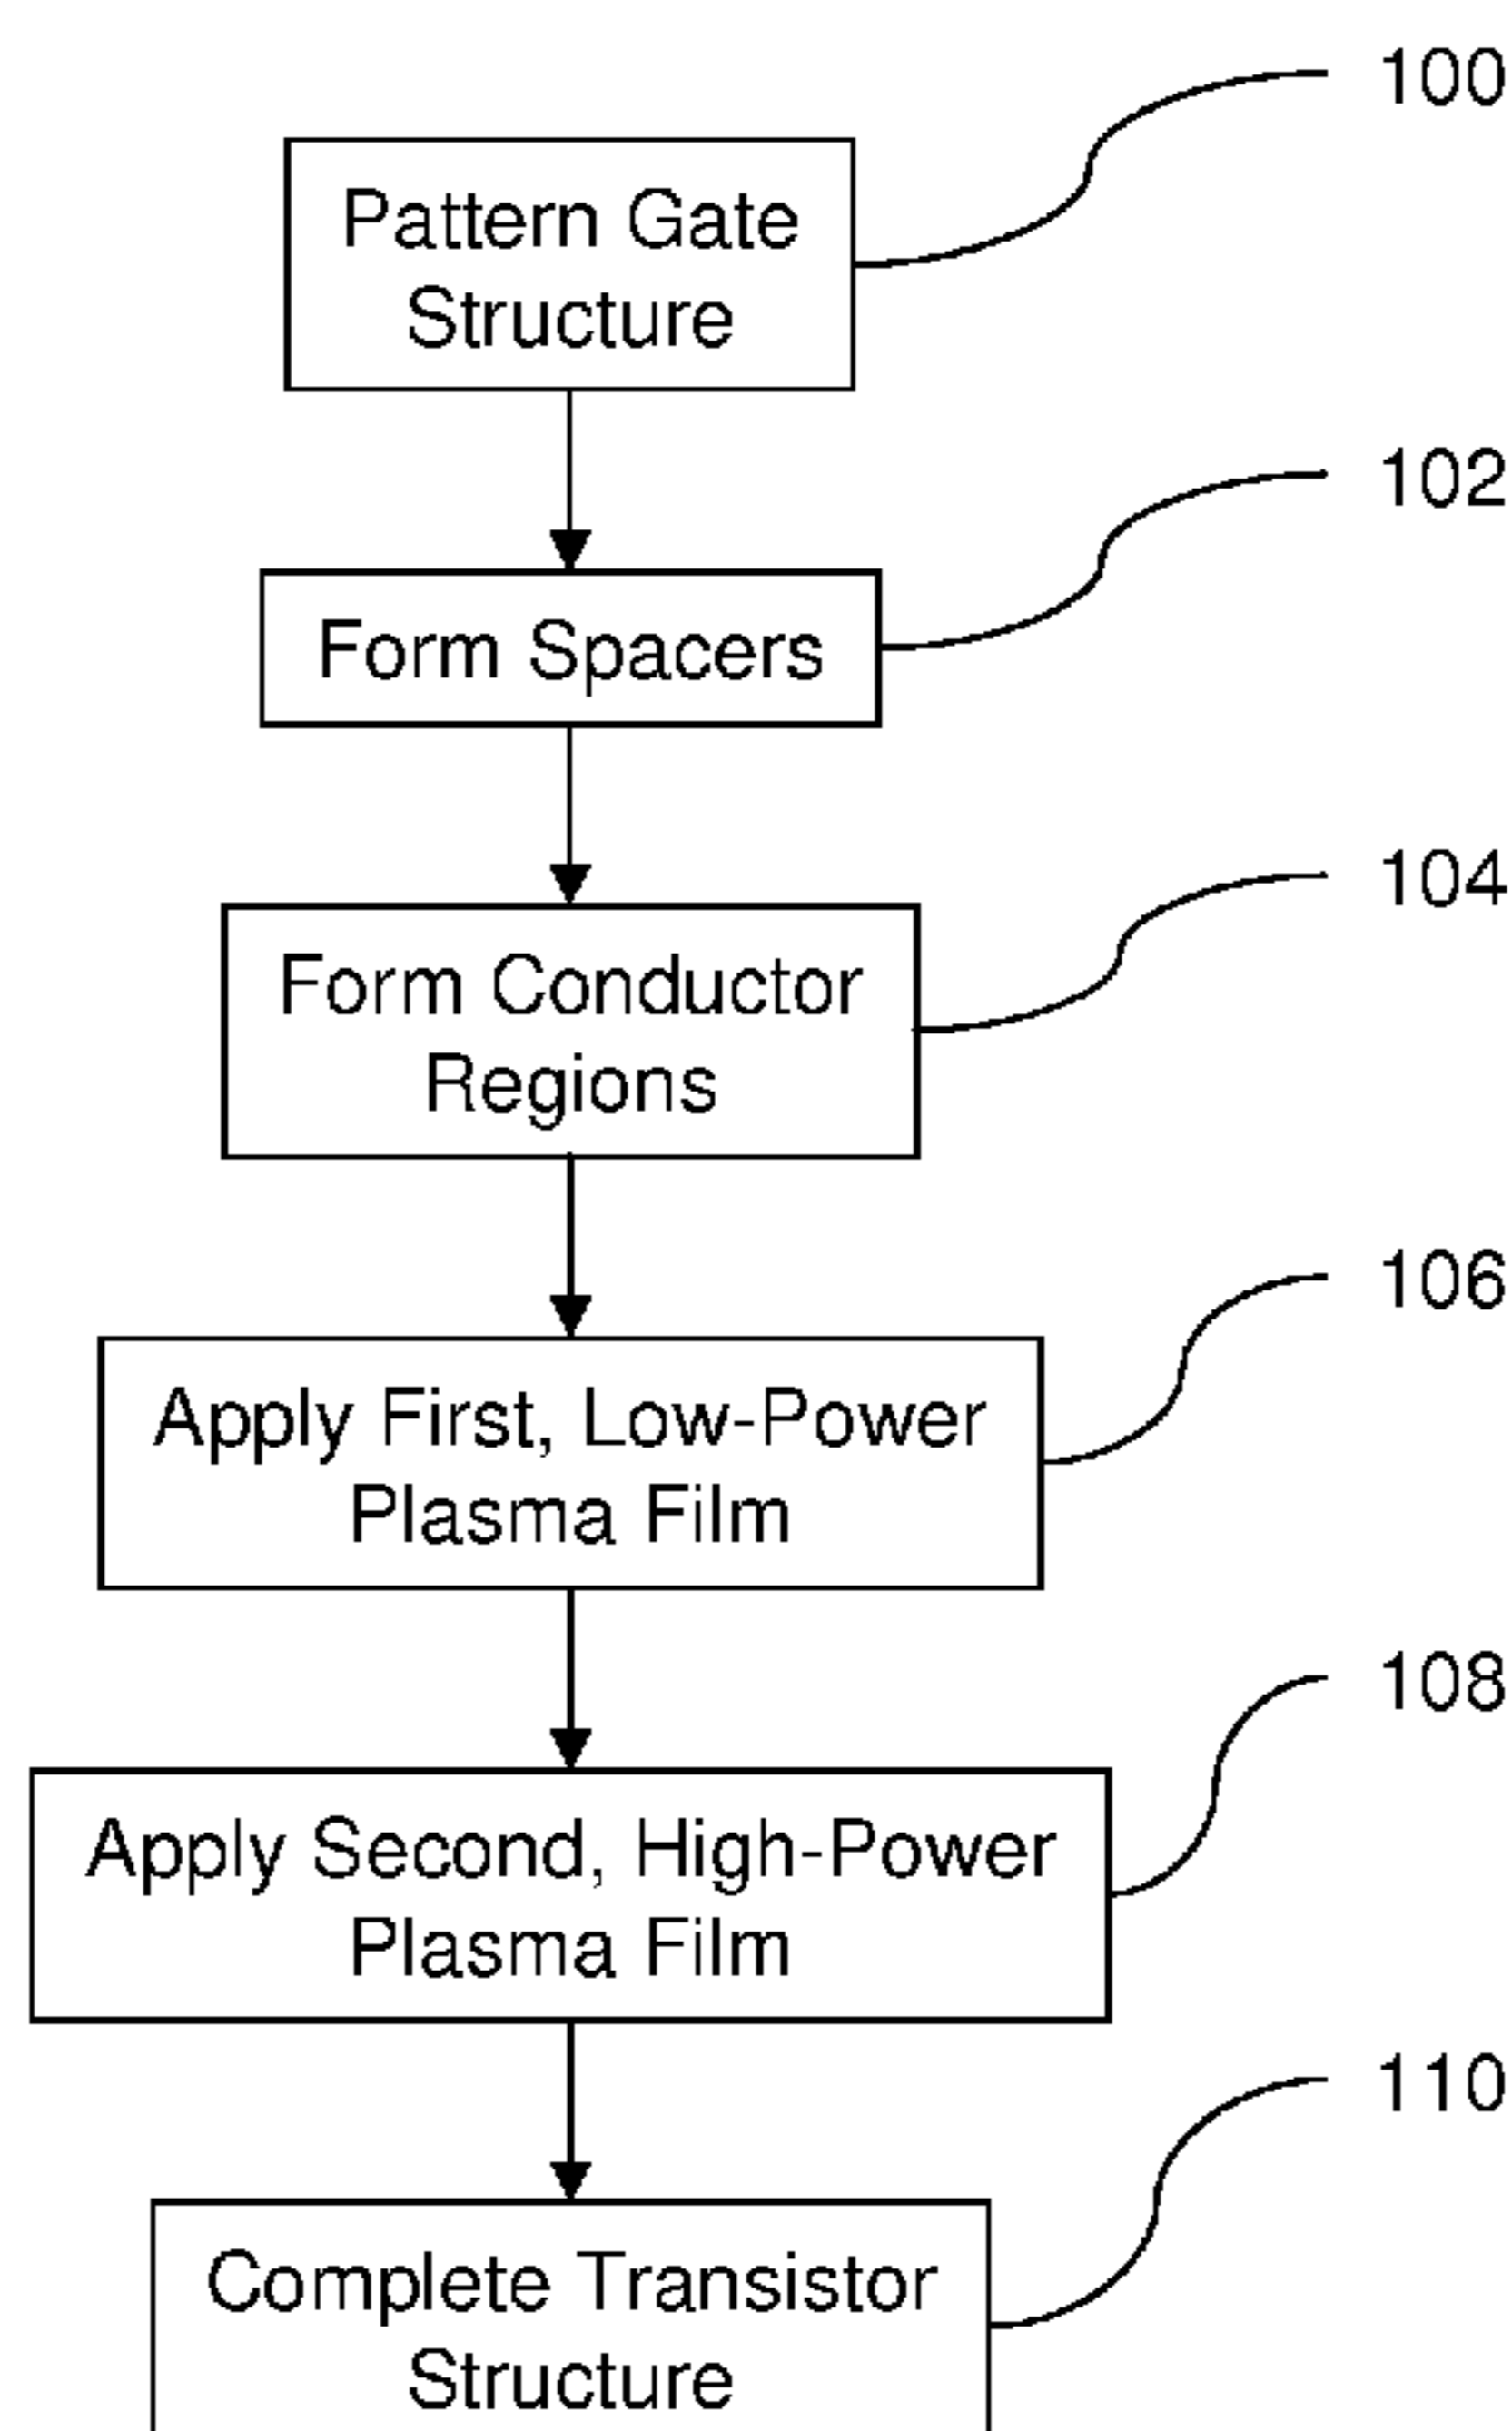 100
Pattern Gate
Structure
102
Form Spacers
104
Form Conductor
Regions
106
Apply First, Low-Power
Plasma Film
108
Apply Second, High-Power
Plasma Film
110
Complete Transistor
Structure